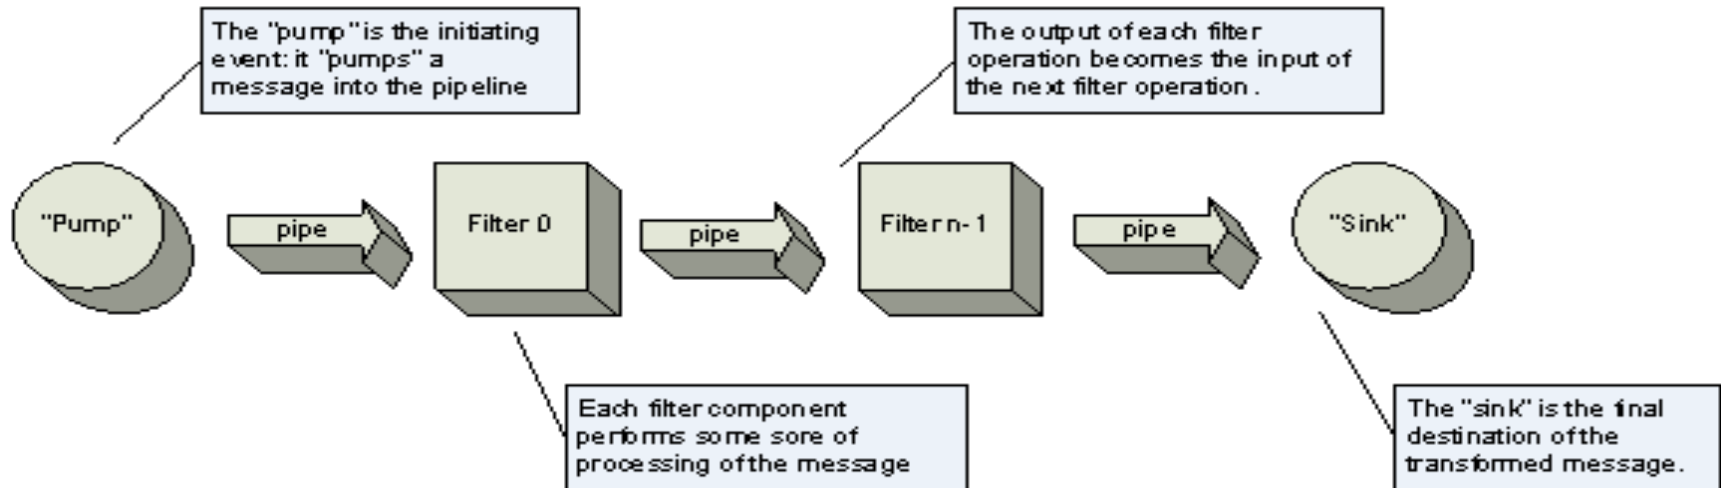 The "pump" is the initiating
event: it "pumps" a
message into the pipeline
The output of each filter
operation becomes the input of
the next filter operation.
"Pump"
pipe
Filter 0
pipe
Filter n-1
pipe
"Sink"
Each filter component
performs some sore of
processing of the message
The "sink" is the final
destination of the
transformed message.